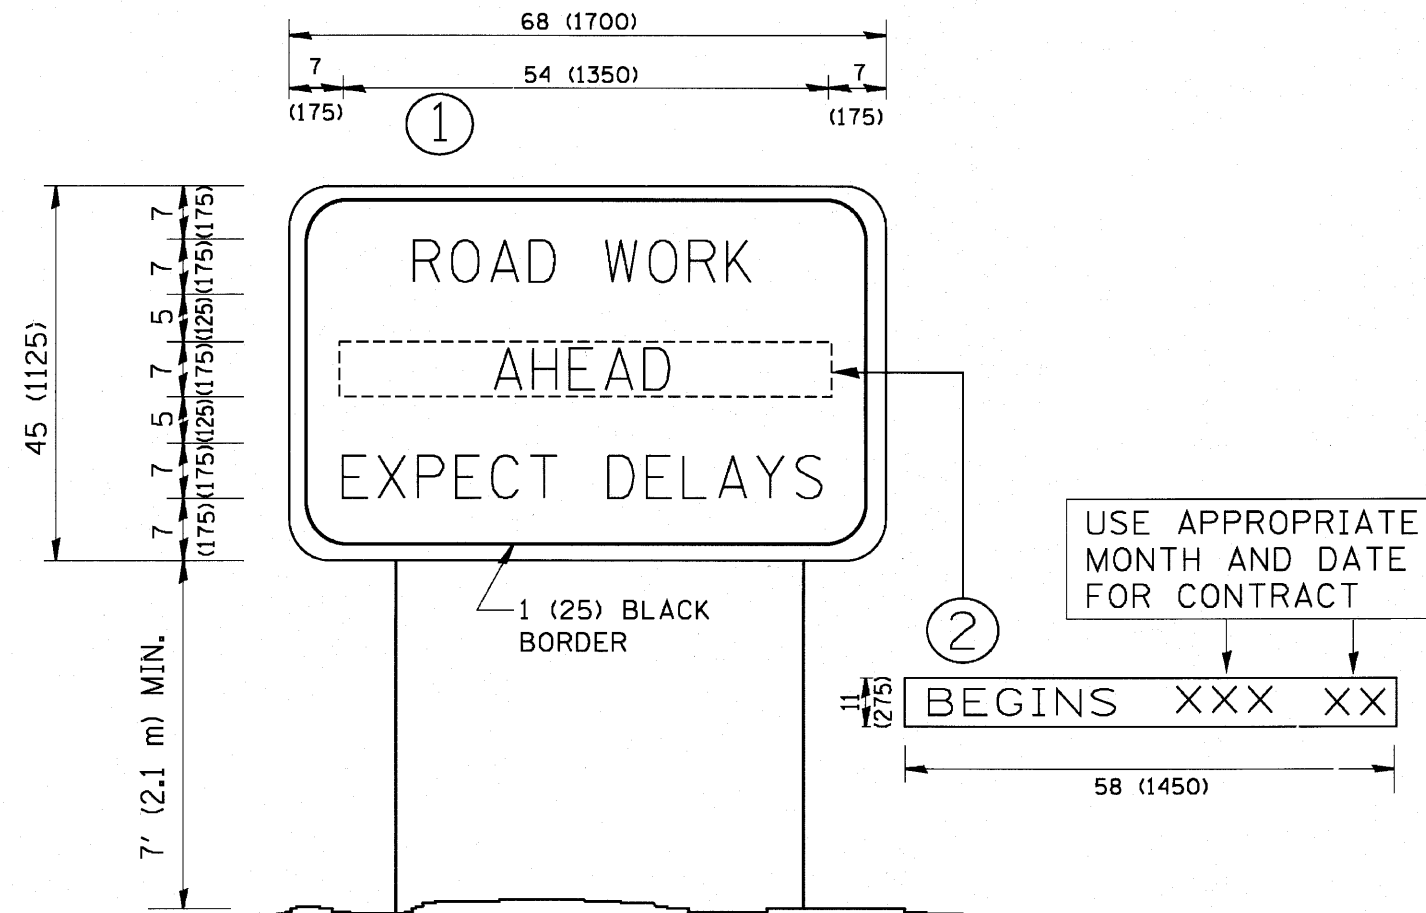 68 (1700)
7 54 (1350) 7
(175) (175)
1
45 (1125)
7 (175)
7 (175)
5 (125)
7 (175)
5 (125)
7 (175)
7 (175)
ROAD WORK
AHEAD
EXPECT DELAYS
1 (25) BLACK
BORDER
7' (2.1 m) MIN.
2
USE APPROPRIATE
MONTH AND DATE
FOR CONTRACT
11
(275)
BEGINS XXX XX
58 (1450)